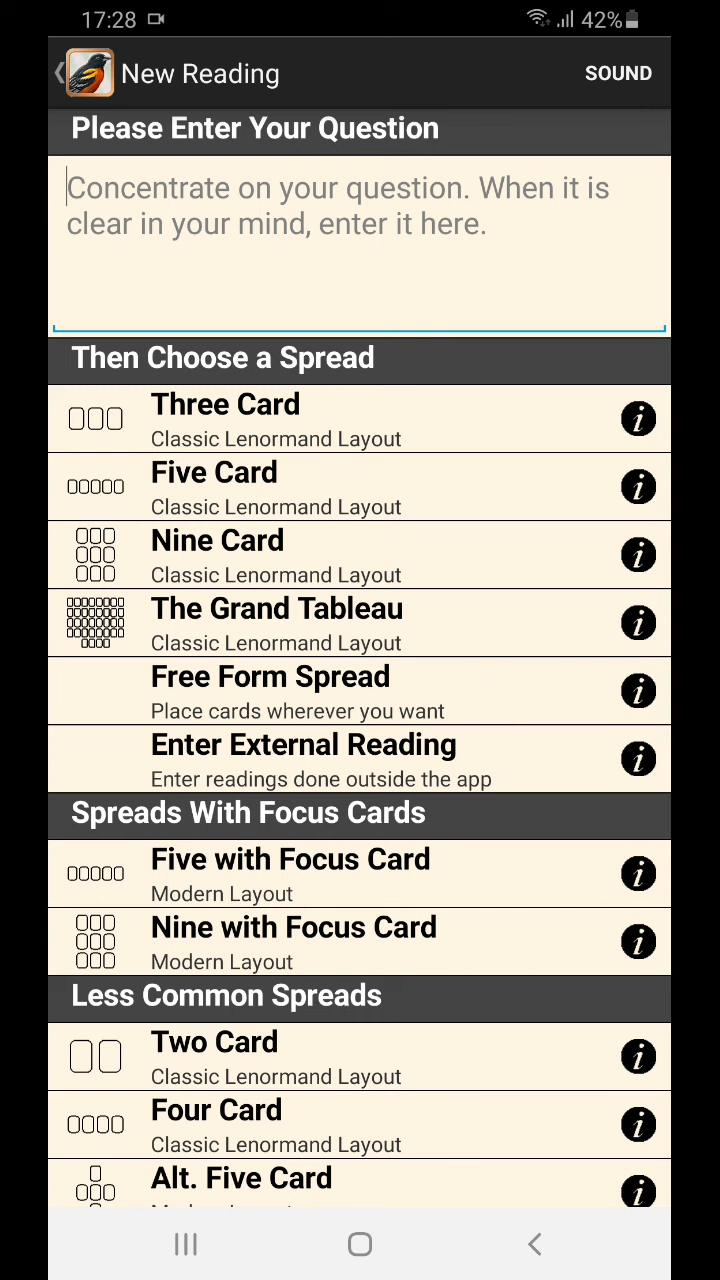 17:28
42%
New Reading
SOUND
Please Enter Your Question
Concentrate on your question. When it is
clear in your mind, enter it here.
Then Choose a Spread
Three Card
Classic Lenormand Layout
Five Card
Classic Lenormand Layout
Nine Card
Classic Lenormand Layout
The Grand Tableau
Classic Lenormand Layout
Free Form Spread
Place cards wherever you want
Enter External Reading
Enter readings done outside the app
Spreads With Focus Cards
Five with Focus Card
Modern Layout
Nine with Focus Card
Modern Layout
Less Common Spreads
Two Card
Classic Lenormand Layout
Four Card
Classic Lenormand Layout
Alt. Five Card